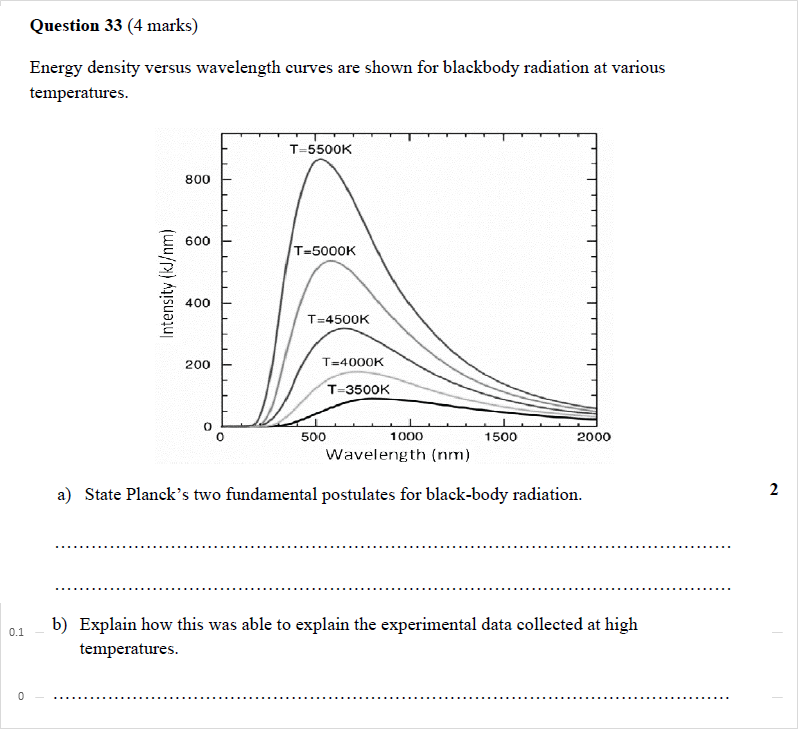 Question 33 (4 marks)
Energy density versus wavelength curves are shown for blackbody radiation at various
temperatures.
T=5500K
800
T=5000K
600
Intensity (kJ/nm)
400
T=4500K
T=4000K
200
T=3500K
0
0 500 1000 1500 2000
Wavelength (nm)
a) State Planck's two fundamental postulates for black-body radiation. 2
b) Explain how this was able to explain the experimental data collected at high
0.1
temperatures.
0